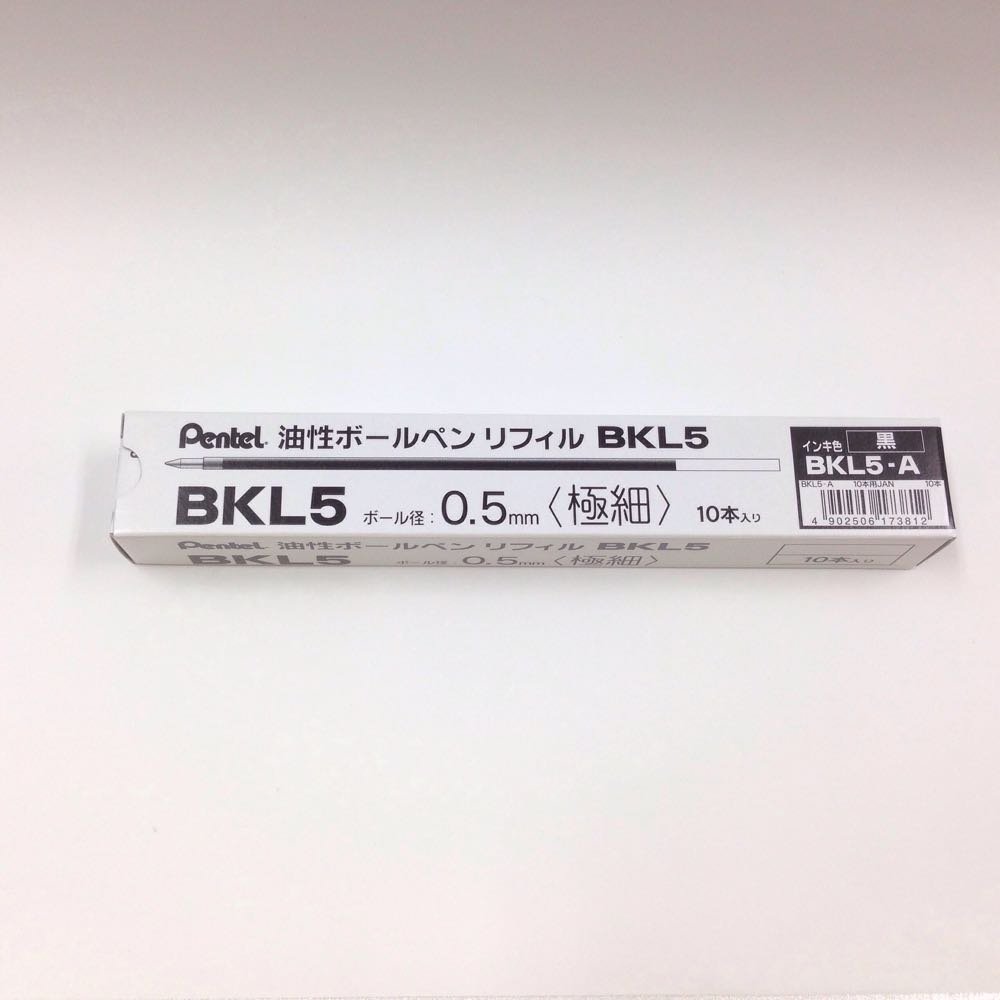 Pentel 油性ボールペン リフィル BKL5
BKL5 ボール径:0.5mm〈極細〉 10本入り
インキ色 黒
BKL5-A
BKL5-A 10本用JAN 10本
4 902506 173812
Pentel 油性ボールペン リフィル BKL5
BKL5 ボール径:0.5mm〈極細〉 10本入り